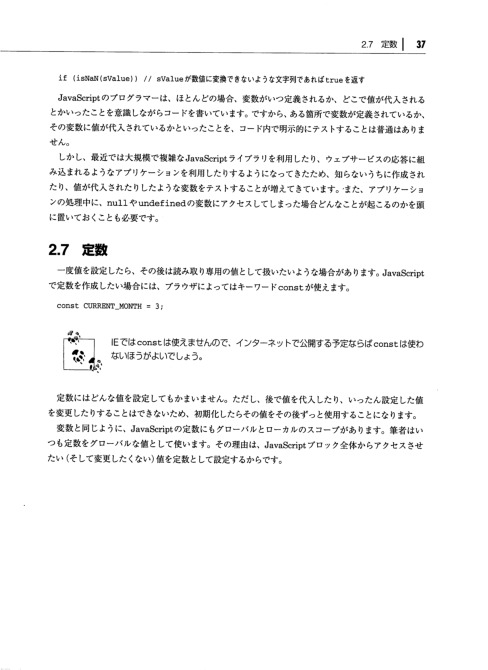 2.7 定数 37
if (isNaN(sValue)) // sValueが数値に変換できないような文字列であればtrueを返す
JavaScriptのプログラマーは、ほとんどの場合、変数がいつ定義されるか、どこで値が代入される
とかいったことを意識しながらコードを書いています。ですから、ある箇所で変数が定義されているか、
その変数に値が代入されているかといったことを、コード内で明示的にテストすることは普通はありま
せん。
しかし、最近では大規模で複雑なJavaScriptライブラリを利用したり、ウェブサービスの応答に組
み込まれるようなアプリケーションを利用したりするようになってきたため、知らないうちに作成され
たり、値が代入されたりしたような変数をテストすることが増えてきています。また、アプリケーショ
ンの処理中に、nullやundefinedの変数にアクセスしてしまった場合どんなことが起こるのかを頭
に置いておくことも必要です。
2.7 定数
一度値を設定したら、その後は読み取り専用の値として扱いたいような場合があります。JavaScript
で定数を作成したい場合には、ブラウザによってはキーワードconstが使えます。
const CURRENT_MONTH = 3;
IEではconstは使えませんので、インターネットで公開する予定ならばconstは使わ
ないほうがよいでしょう。
定数にはどんな値を設定してもかまいません。ただし、後で値を代入したり、いったん設定した値
を変更したりすることはできないため、初期化したらその値をその後ずっと使用することになります。
変数と同じように、JavaScriptの定数にもグローバルとローカルのスコープがあります。筆者はい
つも定数をグローバルな値として使います。その理由は、JavaScriptブロック全体からアクセスさせ
たい(そして変更したくない)値を定数として設定するからです。